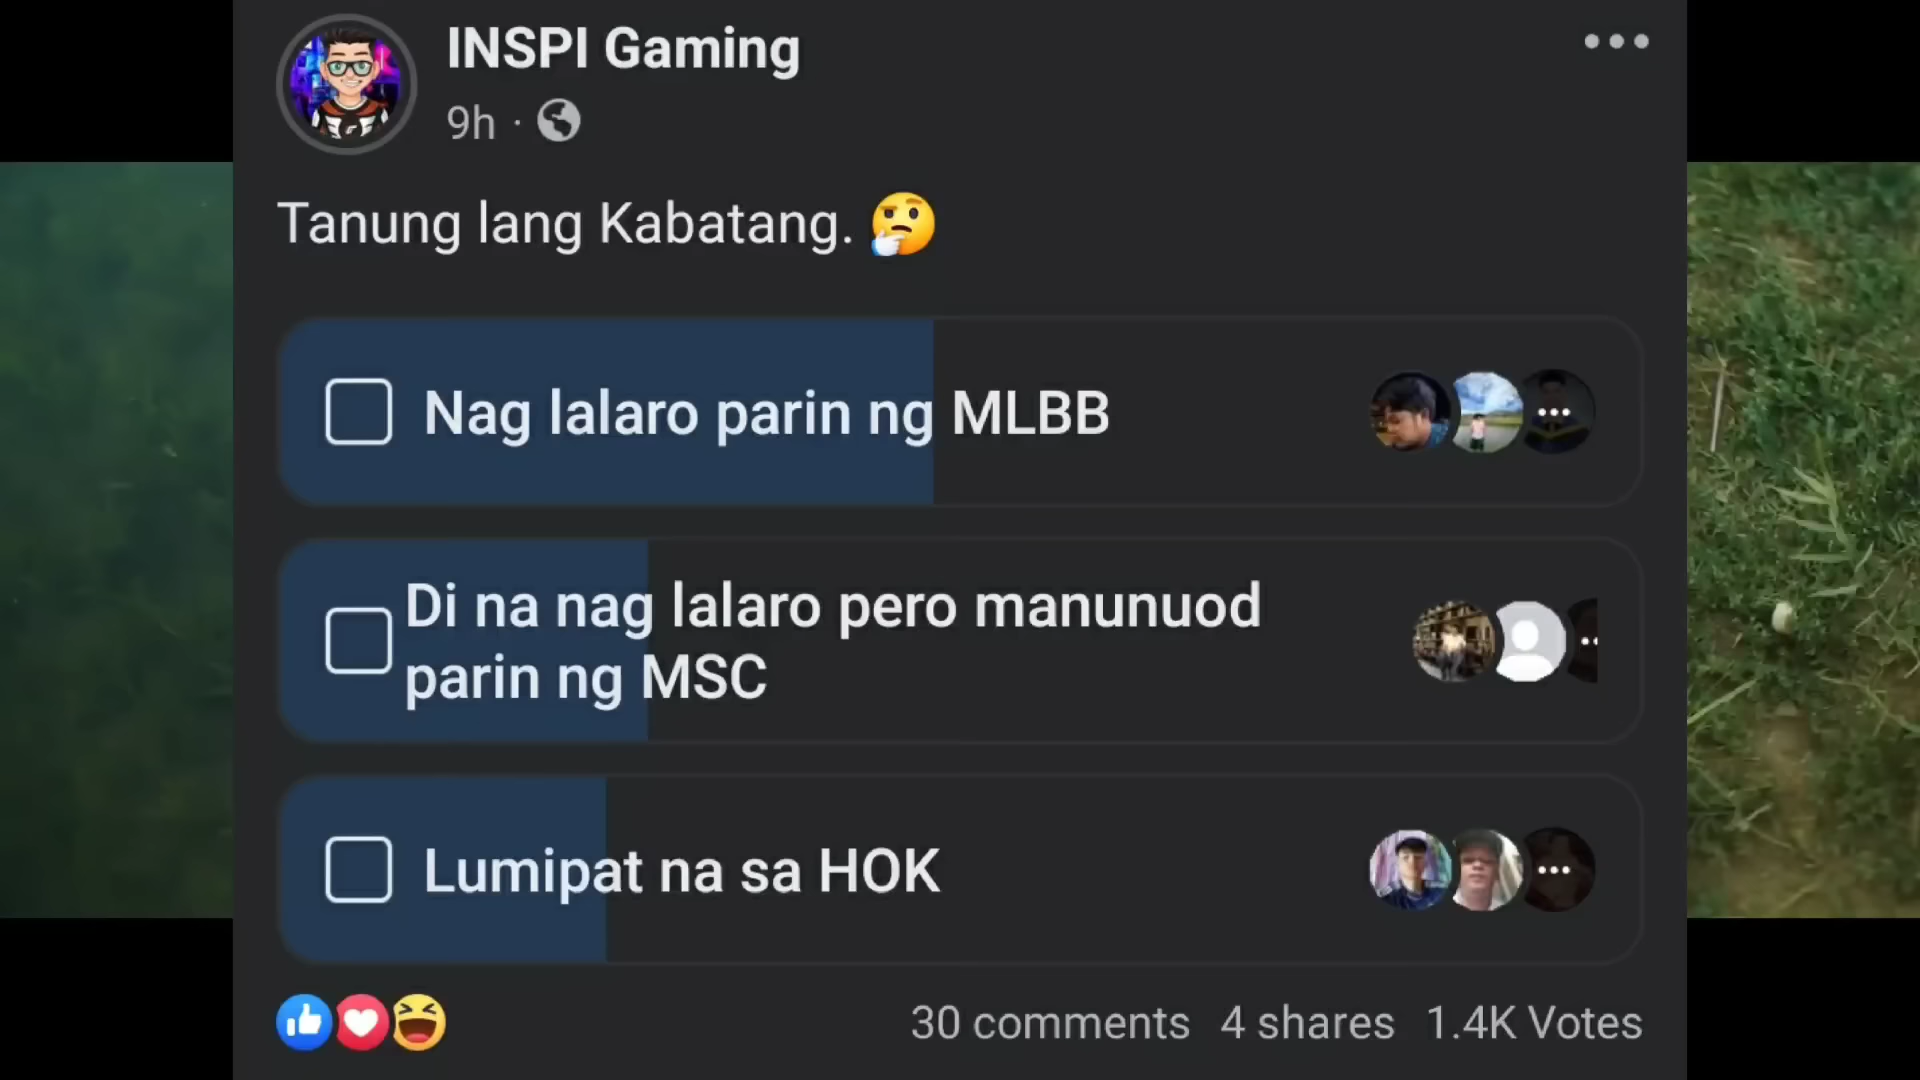 INSPI Gaming
9h ·
Tanung lang Kabatang. 🤔
Nag lalaro parin ng MLBB
Di na nag lalaro pero manunuod
parin ng MSC
Lumipat na sa HOK
30 comments 4 shares 1.4K Votes